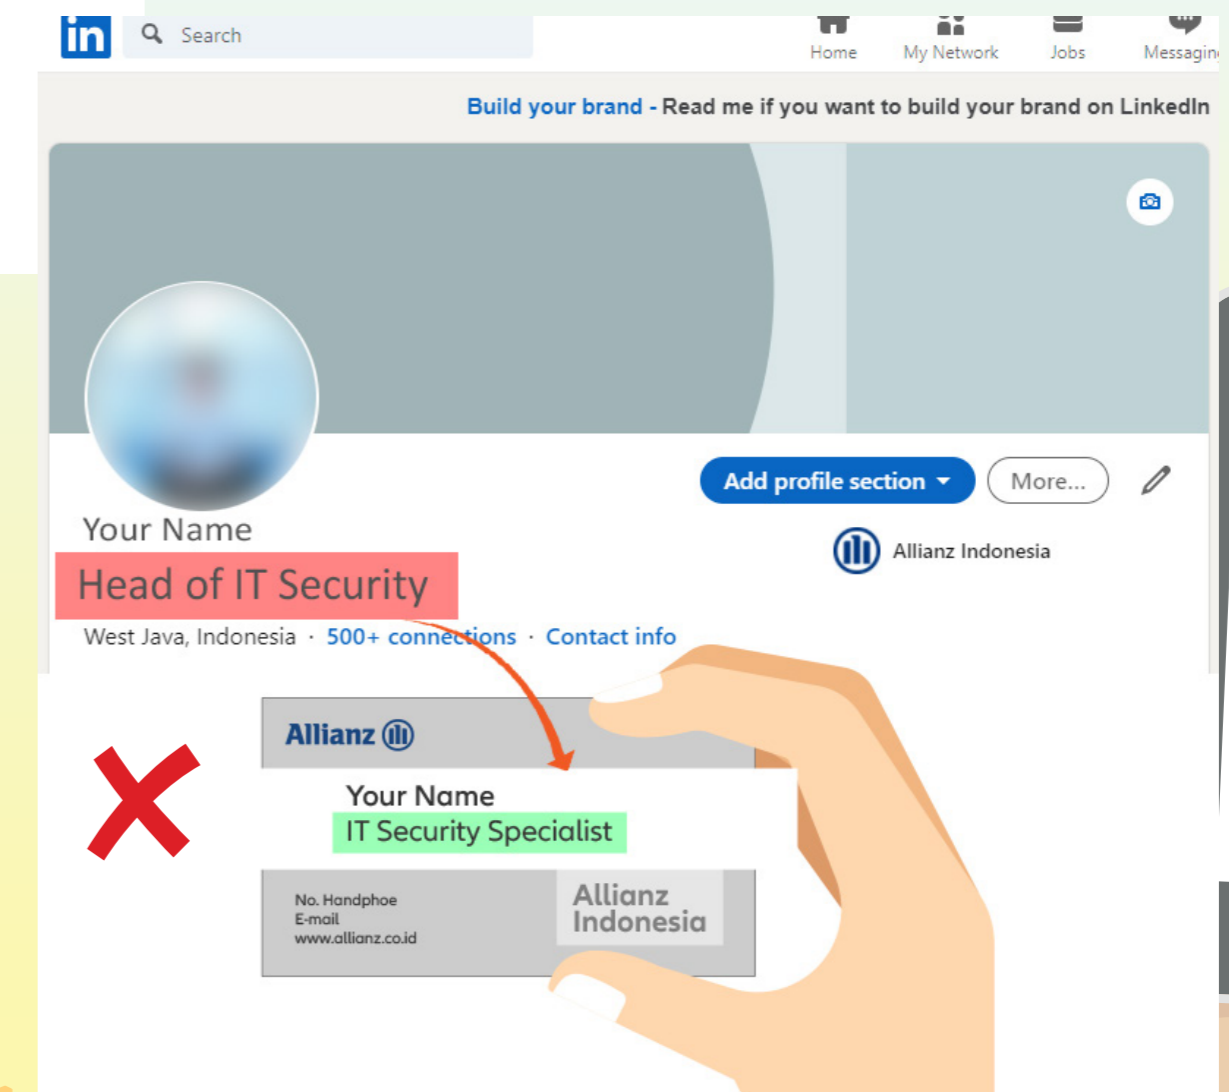 in
Search
Home
My Network
Jobs
Messaging
Build your brand - Read me if you want to build your brand on LinkedIn
Add profile section
More...
Your Name
Allianz Indonesia
Head of IT Security
West Java, Indonesia · 500+ connections · Contact info
Allianz
Your Name
IT Security Specialist
No. Handphoe
E-mail
www.allianz.co.id
Allianz
Indonesia